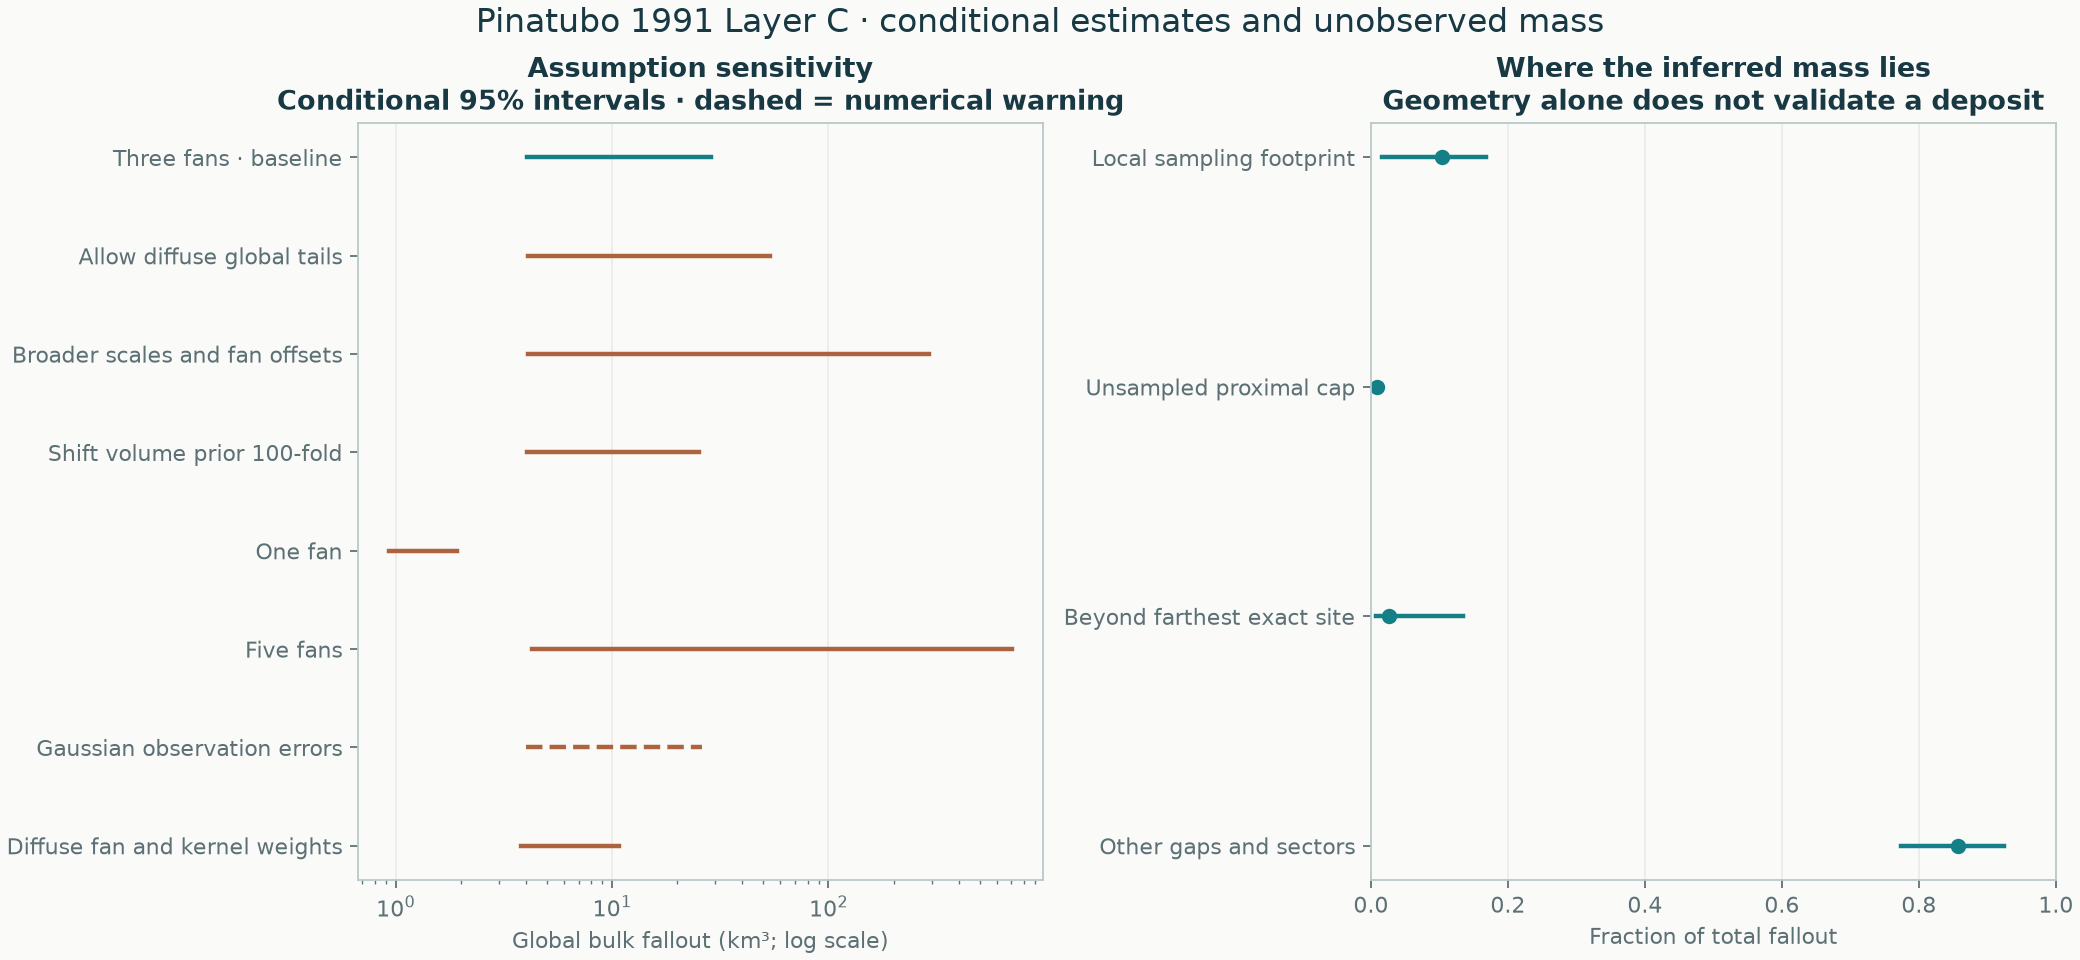 Pinatubo 1991 Layer C · conditional estimates and unobserved mass
Assumption sensitivity
Conditional 95% intervals · dashed = numerical warning
Three fans · baseline
Allow diffuse global tails
Broader scales and fan offsets
Shift volume prior 100-fold
One fan
Five fans
Gaussian observation errors
Diffuse fan and kernel weights
10⁰ 10¹ 10²
Global bulk fallout (km³; log scale)
Where the inferred mass lies
Geometry alone does not validate a deposit
Local sampling footprint
Unsampled proximal cap
Beyond farthest exact site
Other gaps and sectors
0.0 0.2 0.4 0.6 0.8 1.0
Fraction of total fallout